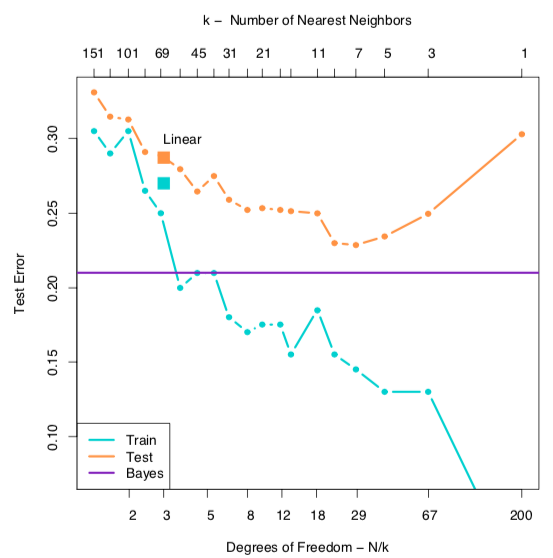 k − Number of Nearest Neighbors
151 101 69 45 31 21 11 7 5 3 1
Linear
0.30
0.25
0.20
0.15
0.10
Test Error
Train
Test
Bayes
2 3 5 8 12 18 29 67 200
Degrees of Freedom − N/k